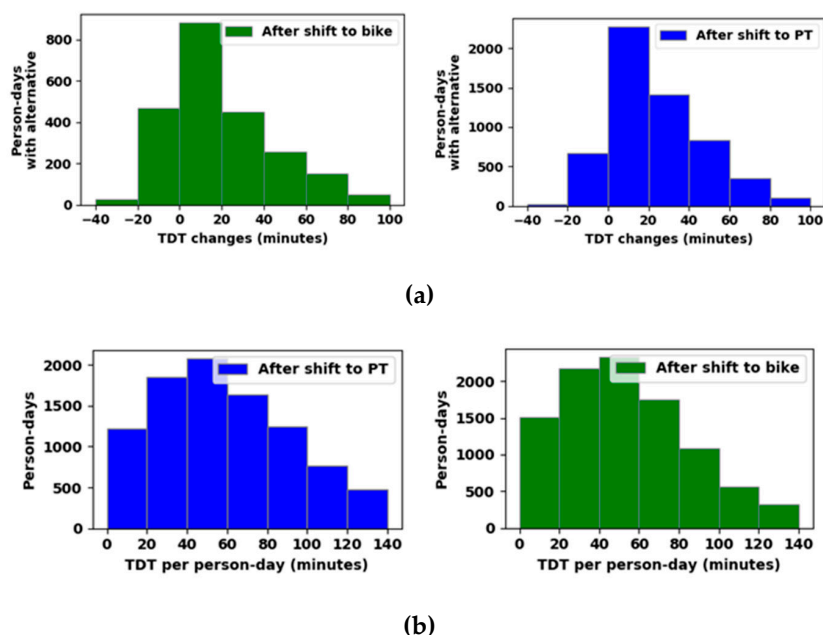 After shift to bike
Person-days
with alternative
800
600
400
200
0
−40 −20 0 20 40 60 80 100
TDT changes (minutes)
After shift to PT
Person-days
with alternative
2000
1500
1000
500
0
−40 −20 0 20 40 60 80 100
TDT changes (minutes)
(a)
After shift to PT
Person-days
2000
1500
1000
500
0
0 20 40 60 80 100 120 140
TDT per person-day (minutes)
After shift to bike
Person-days
2000
1500
1000
500
0
0 20 40 60 80 100 120 140
TDT per person-day (minutes)
(b)